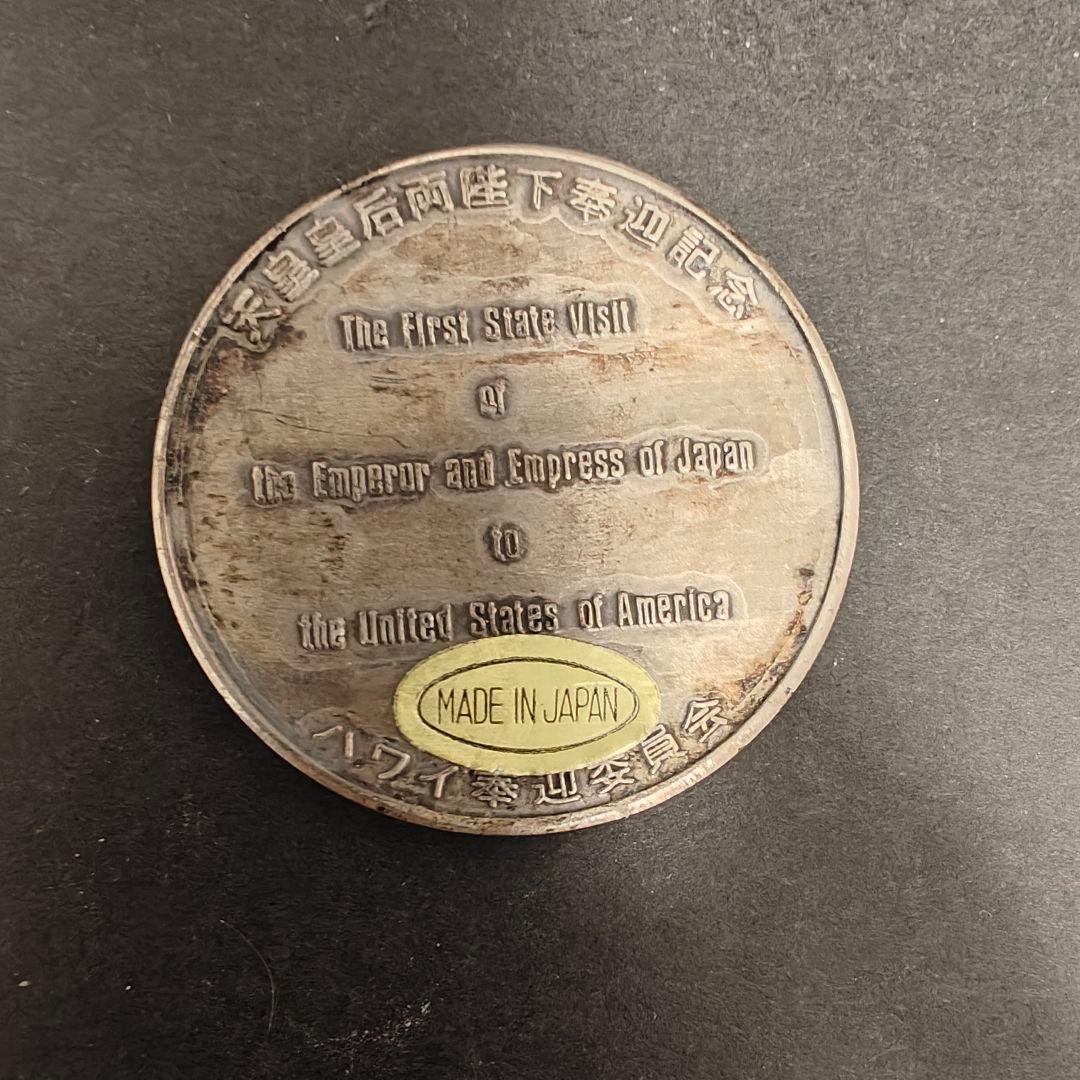 天皇皇后両陛下奉迎記念
The First State Visit
of
the Emperor and Empress of Japan
to
the United States of America
MADE IN JAPAN
ハワイ奉迎委員会